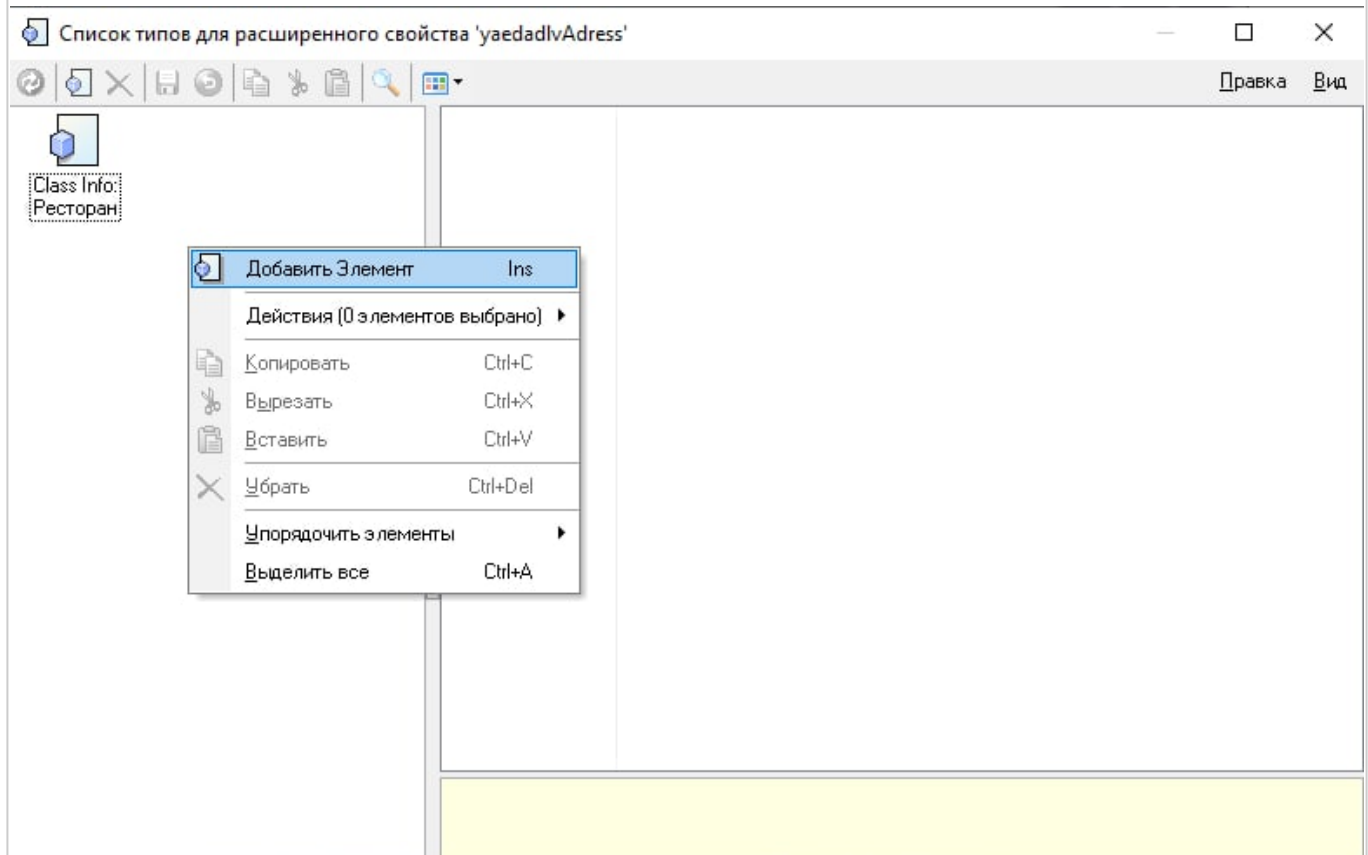 Список типов для расширенного свойства 'yaedadlvAdress'
Правка Вид
Class Info:
Ресторан
Добавить Элемент Ins
Действия (0 элементов выбрано)
Копировать Ctrl+C
Вырезать Ctrl+X
Вставить Ctrl+V
Убрать Ctrl+Del
Упорядочить элементы
Выделить все Ctrl+A